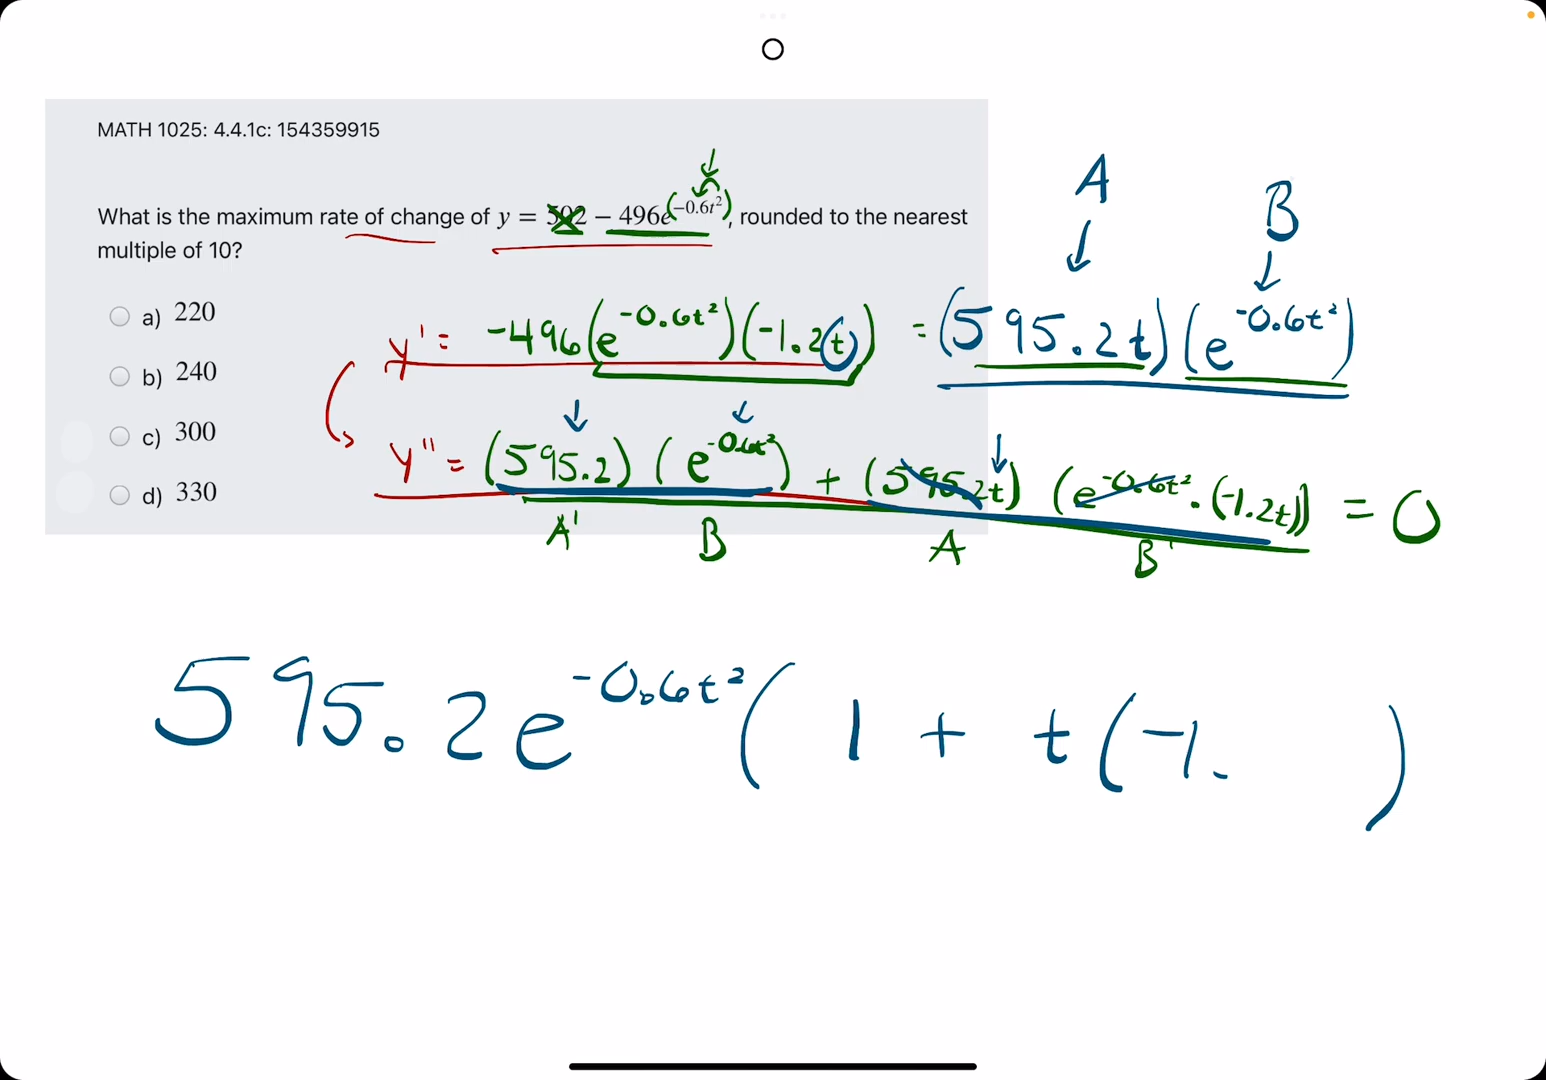 MATH 1025: 4.4.1c: 154359915
What is the maximum rate of change of y = 502 − 496e^(−0.6t²), rounded to the nearest
multiple of 10?
a) 220
b) 240
c) 300
d) 330
A
B
y' = -496(e^-0.6t²)(-1.2t) = (595.2t)(e^-0.6t²)
y'' = (595.2)(e^-0.6t²) + (595.2t)(e^-0.6t² · (-1.2t)) = 0
A' B A B'
595.2e^-0.6t² ( 1 + t(-1. )